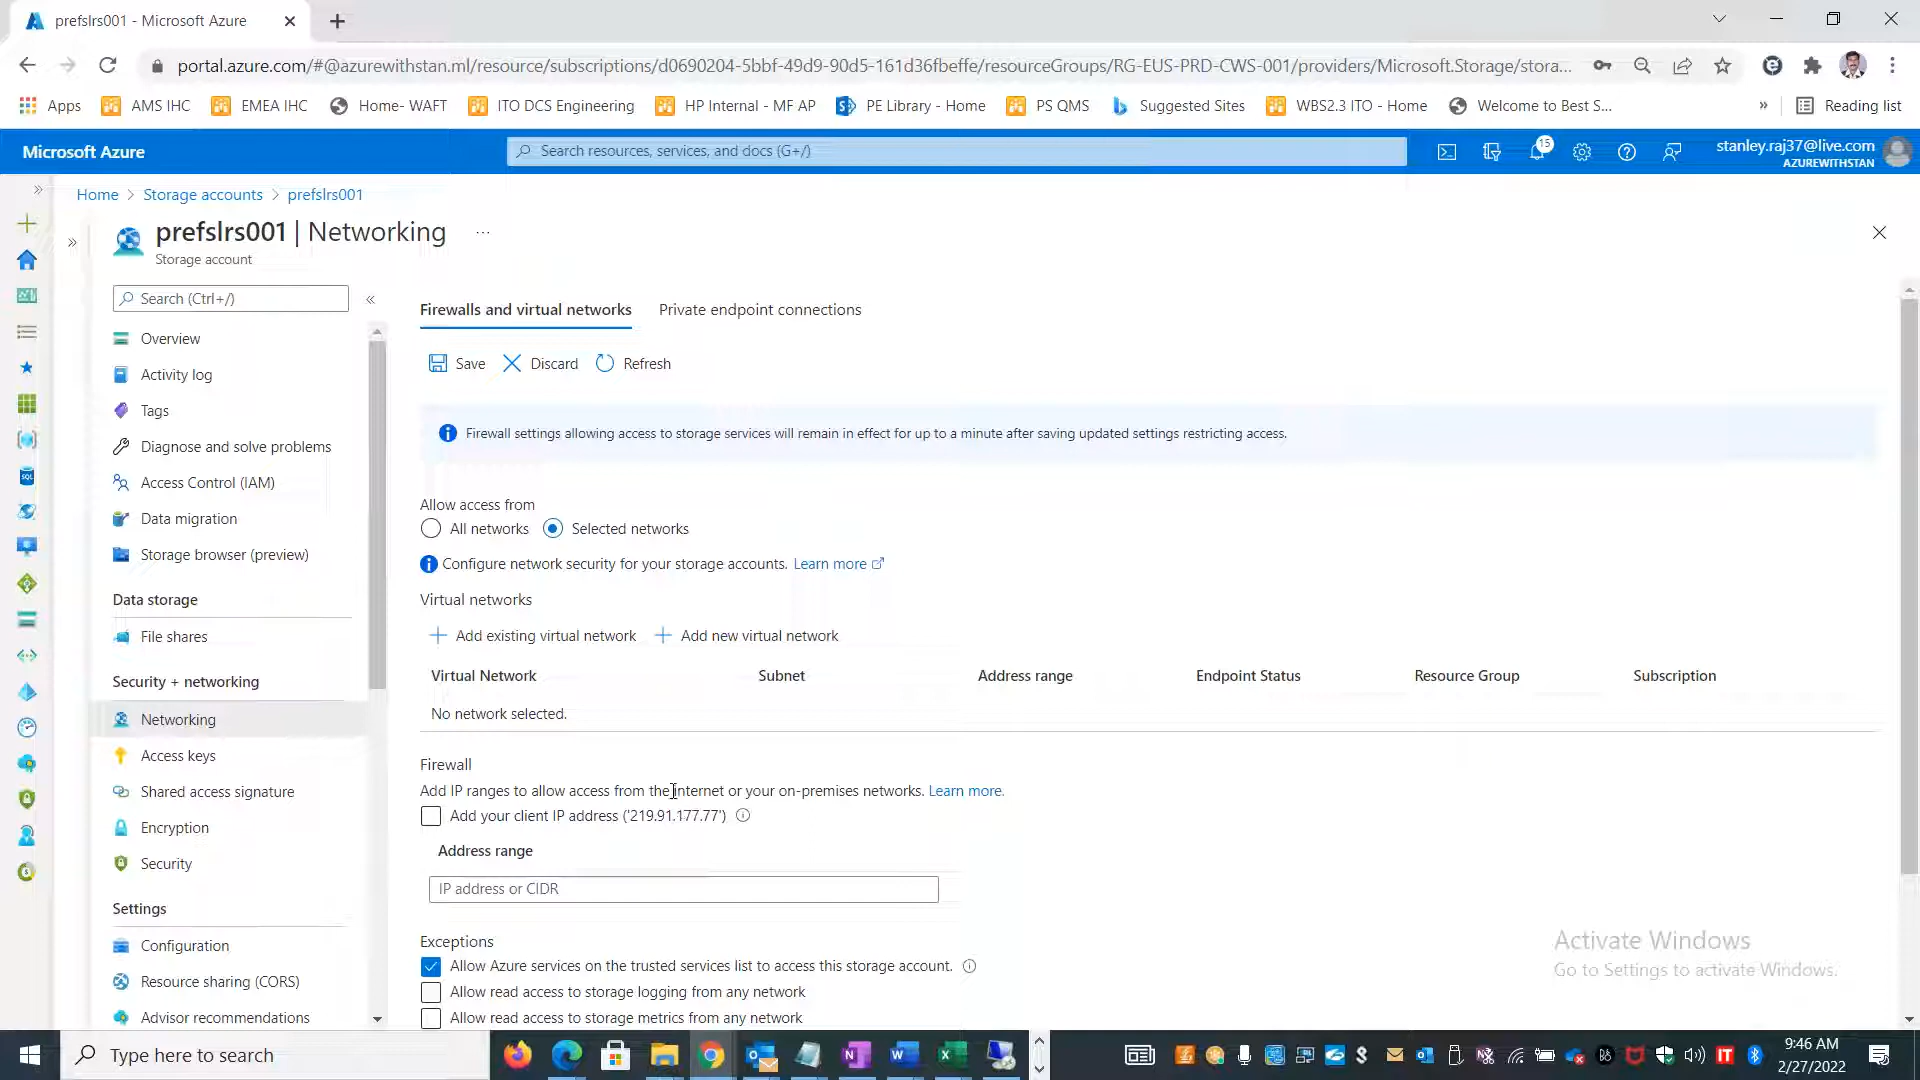 prefslrs001 - Microsoft Azure
portal.azure.com/#@azurewithstan.ml/resource/subscriptions/d0690204-5bbf-49d9-90d5-161d36fbeffe/resourceGroups/RG-EUS-PRD-CWS-001/providers/Microsoft.Storage/stora...
Apps AMS IHC EMEA IHC Home- WAFT ITO DCS Engineering HP Internal - MF AP PE Library - Home PS QMS Suggested Sites WBS2.3 ITO - Home Welcome to Best S... » Reading list
Microsoft Azure Search resources, services, and docs (G+/) 15 stanley.raj37@live.com
AZUREWITHSTAN
Home > Storage accounts > prefslrs001
prefslrs001 | Networking ...
Storage account
Search (Ctrl+/) «
Overview
Activity log
Tags
Diagnose and solve problems
Access Control (IAM)
Data migration
Storage browser (preview)
Data storage
File shares
Security + networking
Networking
Access keys
Shared access signature
Encryption
Security
Settings
Configuration
Resource sharing (CORS)
Advisor recommendations
Firewalls and virtual networks Private endpoint connections
Save Discard Refresh
Firewall settings allowing access to storage services will remain in effect for up to a minute after saving updated settings restricting access.
Allow access from
All networks Selected networks
Configure network security for your storage accounts. Learn more
Virtual networks
Add existing virtual network Add new virtual network
Virtual Network Subnet Address range Endpoint Status Resource Group Subscription
No network selected.
Firewall
Add IP ranges to allow access from the internet or your on-premises networks. Learn more.
Add your client IP address ('219.91.177.77')
Address range
IP address or CIDR
Exceptions
Allow Azure services on the trusted services list to access this storage account.
Allow read access to storage logging from any network
Allow read access to storage metrics from any network
Activate Windows
Go to Settings to activate Windows.
Type here to search
9:46 AM
2/27/2022